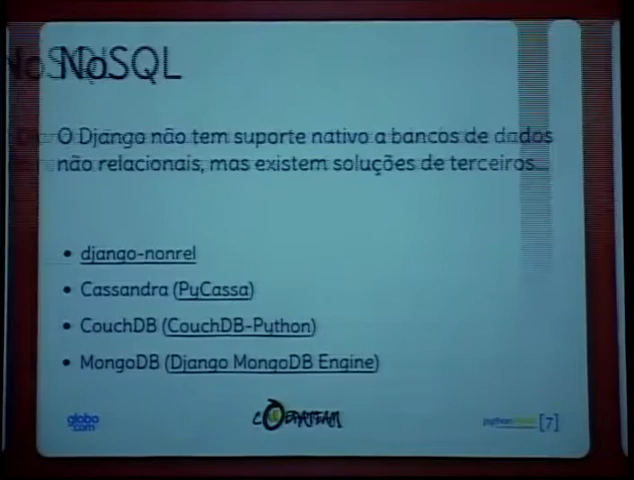 NoSQL
O Django não tem suporte nativo a bancos de dados
não relacionais, mas existem soluções de terceiros...
• django-nonrel
• Cassandra (PyCassa)
• CouchDB (CouchDB-Python)
• MongoDB (Django MongoDB Engine)
globo
.com
python
[7]